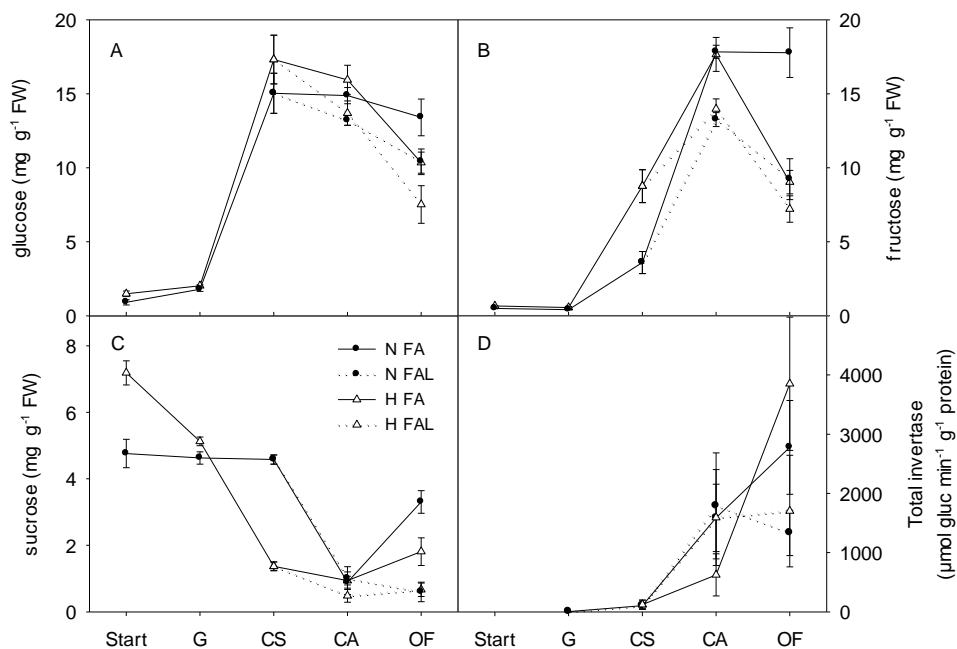 20
15
10
5
0
glucose (mg g⁻¹ FW)
A
B
20
15
10
5
0
fructose (mg g⁻¹ FW)
8
6
4
2
0
sucrose (mg g⁻¹ FW)
C
N FA
N FAL
H FA
H FAL
D
4000
3000
2000
1000
0
Total invertase
(µmol gluc min⁻¹ g⁻¹ protein)
Start G CS CA OF
Start G CS CA OF